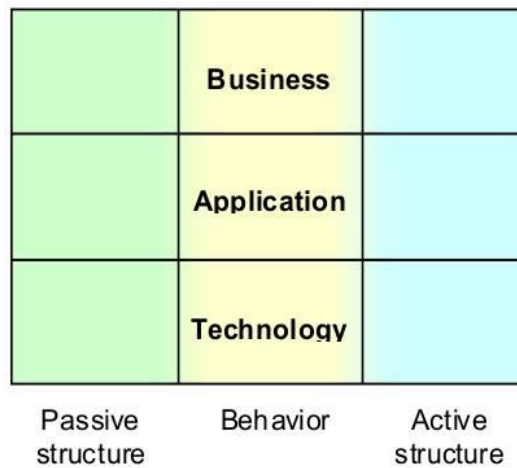 Business
Application
Technology
Passive structure
Behavior
Active structure